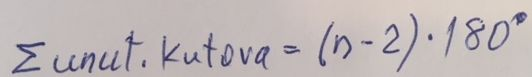 Σ unut. kutova = (n-2)·180°